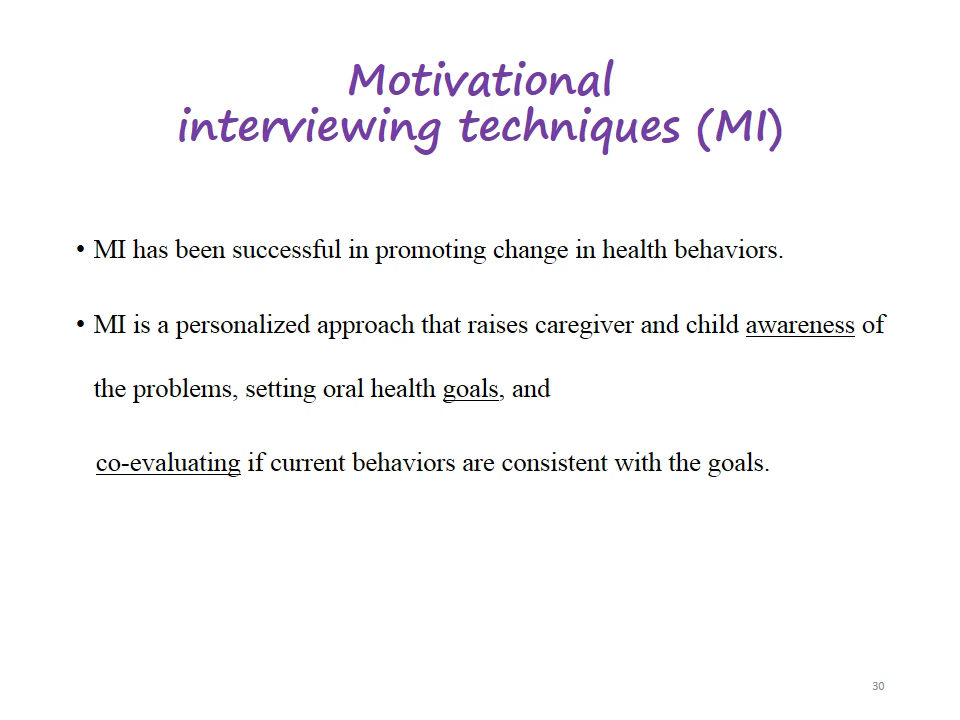 Motivational
interviewing techniques (MI)
• MI has been successful in promoting change in health behaviors.
• MI is a personalized approach that raises caregiver and child awareness of
the problems, setting oral health goals, and
co-evaluating if current behaviors are consistent with the goals.
30